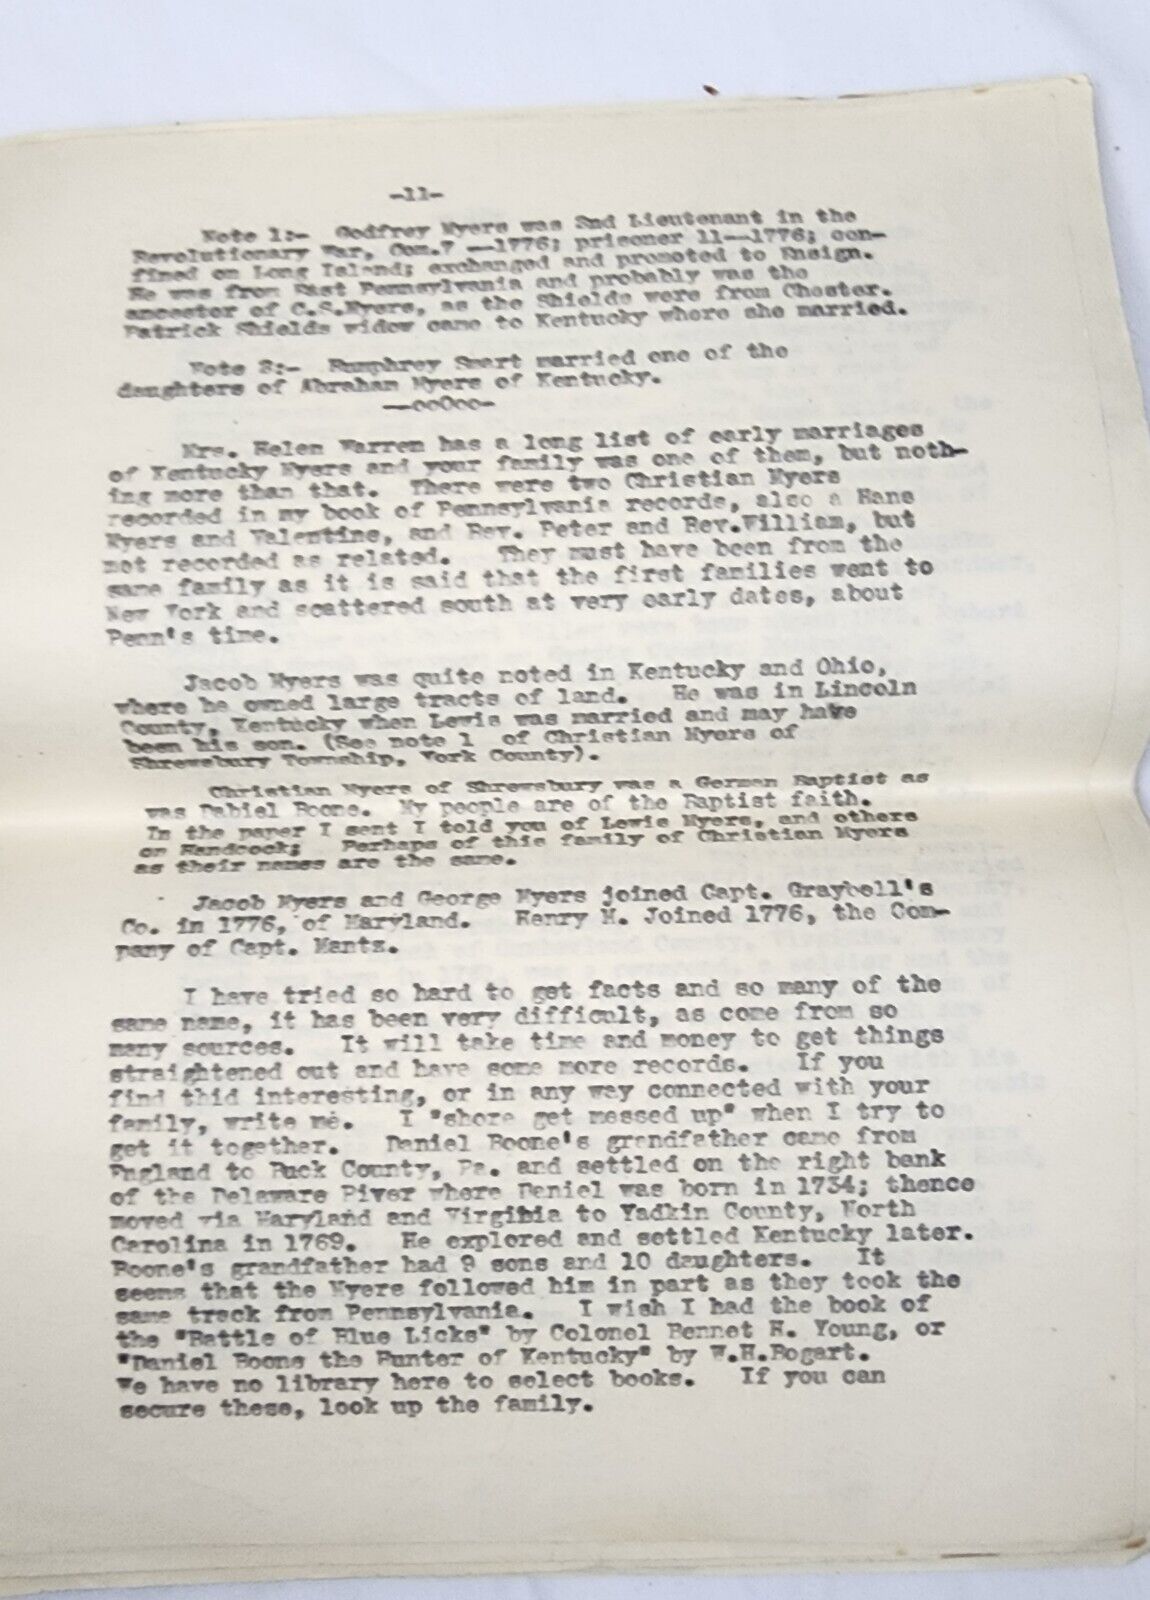 -11-
Note 1:- Godfrey Myers was 2nd Lieutenant in the
Revolutionary War, Com.7 —1776; prisoner 11—1776; con-
fined on Long Island; exchanged and promoted to Ensign.
He was from East Pennsylvania and probably was the
ancestor of C.S.Myers, as the Shields were from Chester.
Patrick Shields widow came to Kentucky where she married.
Note 2:- Humphrey Smart married one of the
daughters of Abraham Myers of Kentucky.
—ooOoo—
Mrs. Helen Warren has a long list of early marriages
of Kentucky Myers and your family was one of them, but noth-
ing more than that. There were two Christian Myers
recorded in my book of Pennsylvania records, also a Hans
Myers and Valentine, and Rev. Peter and Rev.William, but
not recorded as related. They must have been from the
same family as it is said that the first families went to
New York and scattered south at very early dates, about
Penn's time.
Jacob Myers was quite noted in Kentucky and Ohio,
where he owned large tracts of land. He was in Lincoln
County, Kentucky when Lewis was married and may have
been his son. (See note 1 of Christian Myers of
Shrewsbury Township, York County).
Christian Myers of Shrewsbury was a German Baptist as
was Dabiel Boone. My people are of the Baptist faith.
In the paper I sent I told you of Lewis Myers, and others
or Handcock; Perhaps of this family of Christian Myers
as their names are the same.
Jacob Myers and George Myers joined Capt. Graybell's
Co. in 1776, of Maryland. Henry M. Joined 1776, the Com-
pany of Capt. Mantz.
I have tried so hard to get facts and so many of the
same name, it has been very difficult, as come from so
many sources. It will take time and money to get things
straightened out and have some more records. If you
find thid interesting, or in any way connected with your
family, write me. I "shore get messed up" when I try to
get it together. Daniel Boone's grandfather came from
England to Buck County, Pa. and settled on the right bank
of the Delaware River where Daniel was born in 1734; thence
moved via Maryland and Virginia to Yadkin County, North
Carolina in 1769. He explored and settled Kentucky later.
Boone's grandfather had 9 sons and 10 daughters. It
seems that the Myers followed him in part as they took the
same track from Pennsylvania. I wish I had the book of
the "Battle of Blue Licks" by Colonel Bennet H. Young, or
"Daniel Boone the Hunter of Kentucky" by W.H.Bogart.
We have no library here to select books. If you can
secure these, look up the family.